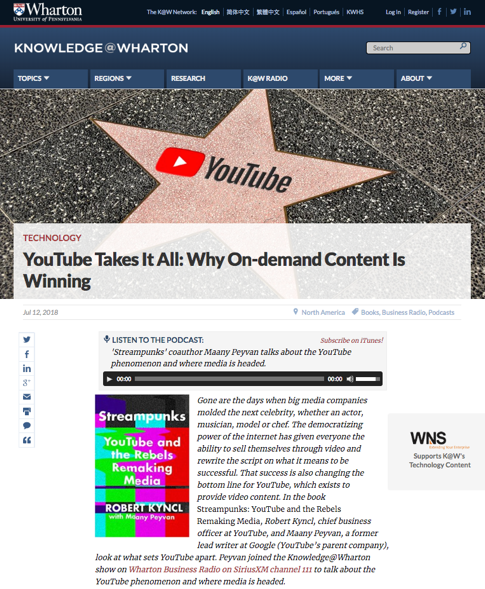 Wharton
UNIVERSITY of PENNSYLVANIA
The K@W Network: English 简体中文 繁體中文 Español Português KWHS
Log In Register
KNOWLEDGE@WHARTON
Search
TOPICS REGIONS RESEARCH K@W RADIO MORE ABOUT
YouTube
TECHNOLOGY
YouTube Takes It All: Why On-demand Content Is
Winning
Jul 12, 2018
North America Books, Business Radio, Podcasts
LISTEN TO THE PODCAST:
Subscribe on iTunes!
'Streampunks' coauthor Maany Peyvan talks about the YouTube
phenomenon and where media is headed.
00:00 00:00
Streampunks
YouTube and
the Rebels
Remaking
Media
ROBERT KYNCL
with Maany Peyvan
Gone are the days when big media companies
molded the next celebrity, whether an actor,
musician, model or chef. The democratizing
power of the internet has given everyone the
ability to sell themselves through video and
rewrite the script on what it means to be
successful. That success is also changing the
bottom line for YouTube, which exists to
provide video content. In the book
Streampunks: YouTube and the Rebels
Remaking Media, Robert Kyncl, chief business
officer at YouTube, and Maany Peyvan, a former
lead writer at Google (YouTube's parent company),
look at what sets YouTube apart. Peyvan joined the Knowledge@Wharton
show on Wharton Business Radio on SiriusXM channel 111 to talk about the
YouTube phenomenon and where media is headed.
WNS
Supports K@W's
Technology Content